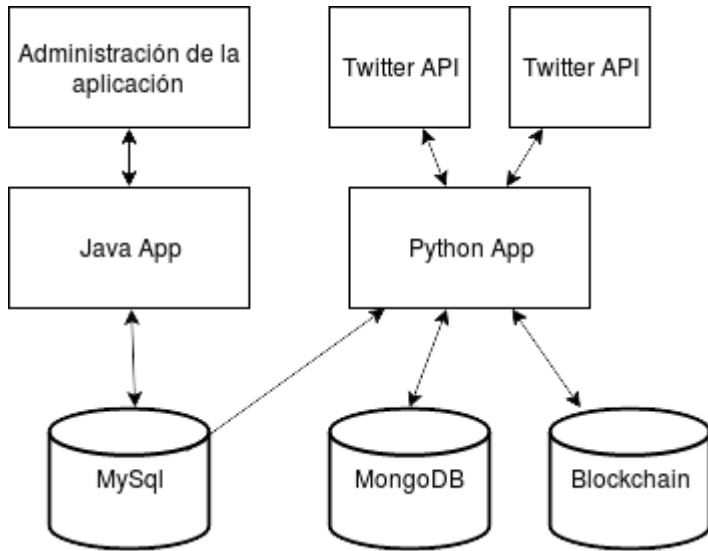 Administración de la
aplicación
Twitter API
Twitter API
Java App
Python App
MySql
MongoDB
Blockchain